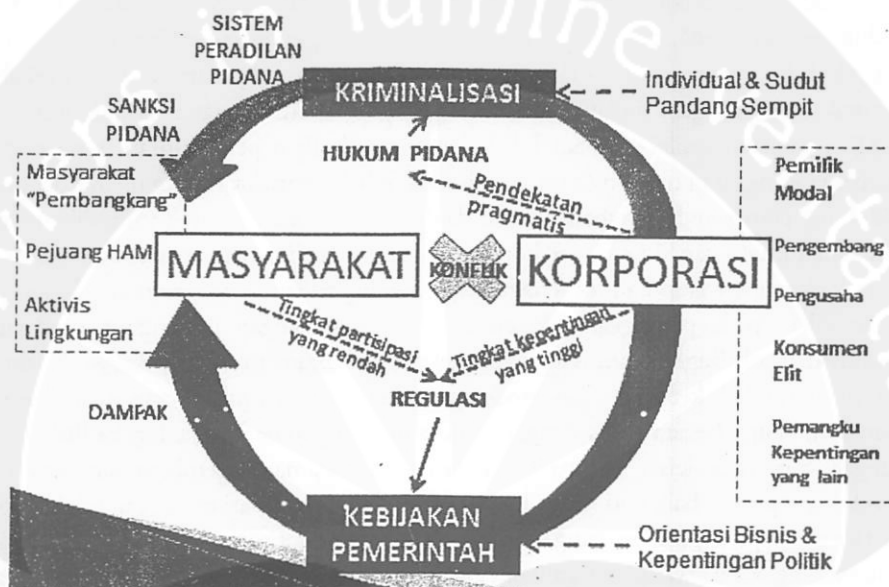 SISTEM
PERADILAN
PIDANA
KRIMINALISASI
Individual & Sudut
Pandang Sempit
SANKSI
PIDANA
HUKUM PIDANA
Masyarakat
"Pembangkang"
Pejuang HAM
Aktivis
Lingkungan
Pendekatan
pragmatis
Pemilik
Modal
Pengembang
Pengusaha
Konsumen
Elit
Pemangku
Kepentingan
yang lain
MASYARAKAT
KONFLIK
KORPORASI
Tingkat partisipasi
yang rendah
Tingkat kepentingan
yang tinggi
REGULASI
DAMPAK
KEBIJAKAN
PEMERINTAH
Orientasi Bisnis &
Kepentingan Politik